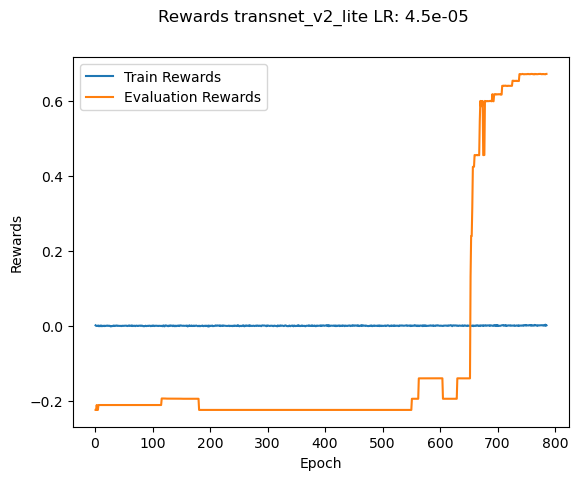 Rewards transnet_v2_lite LR: 4.5e-05
Train Rewards
Evaluation Rewards
Rewards
0.6
0.4
0.2
0.0
−0.2
0 100 200 300 400 500 600 700 800
Epoch